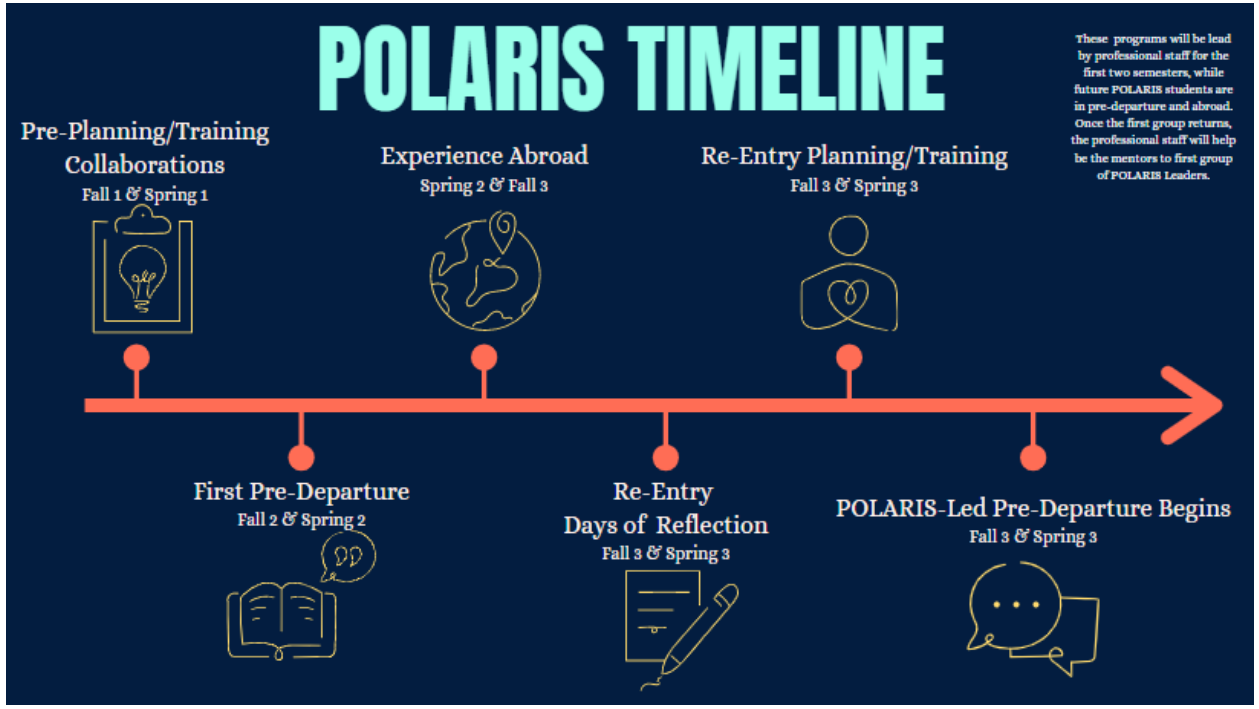 POLARIS TIMELINE
These programs will be lead
by professional staff for the
first two semesters, while
future POLARIS students are
in pre-departure and abroad.
Once the first group returns,
the professional staff will help
be the mentors to first group
of POLARIS Leaders.
Pre-Planning/Training
Collaborations
Fall 1 & Spring 1
Experience Abroad
Spring 2 & Fall 3
Re-Entry Planning/Training
Fall 3 & Spring 3
First Pre-Departure
Fall 2 & Spring 2
Re-Entry
Days of Reflection
Fall 3 & Spring 3
POLARIS-Led Pre-Departure Begins
Fall 3 & Spring 3